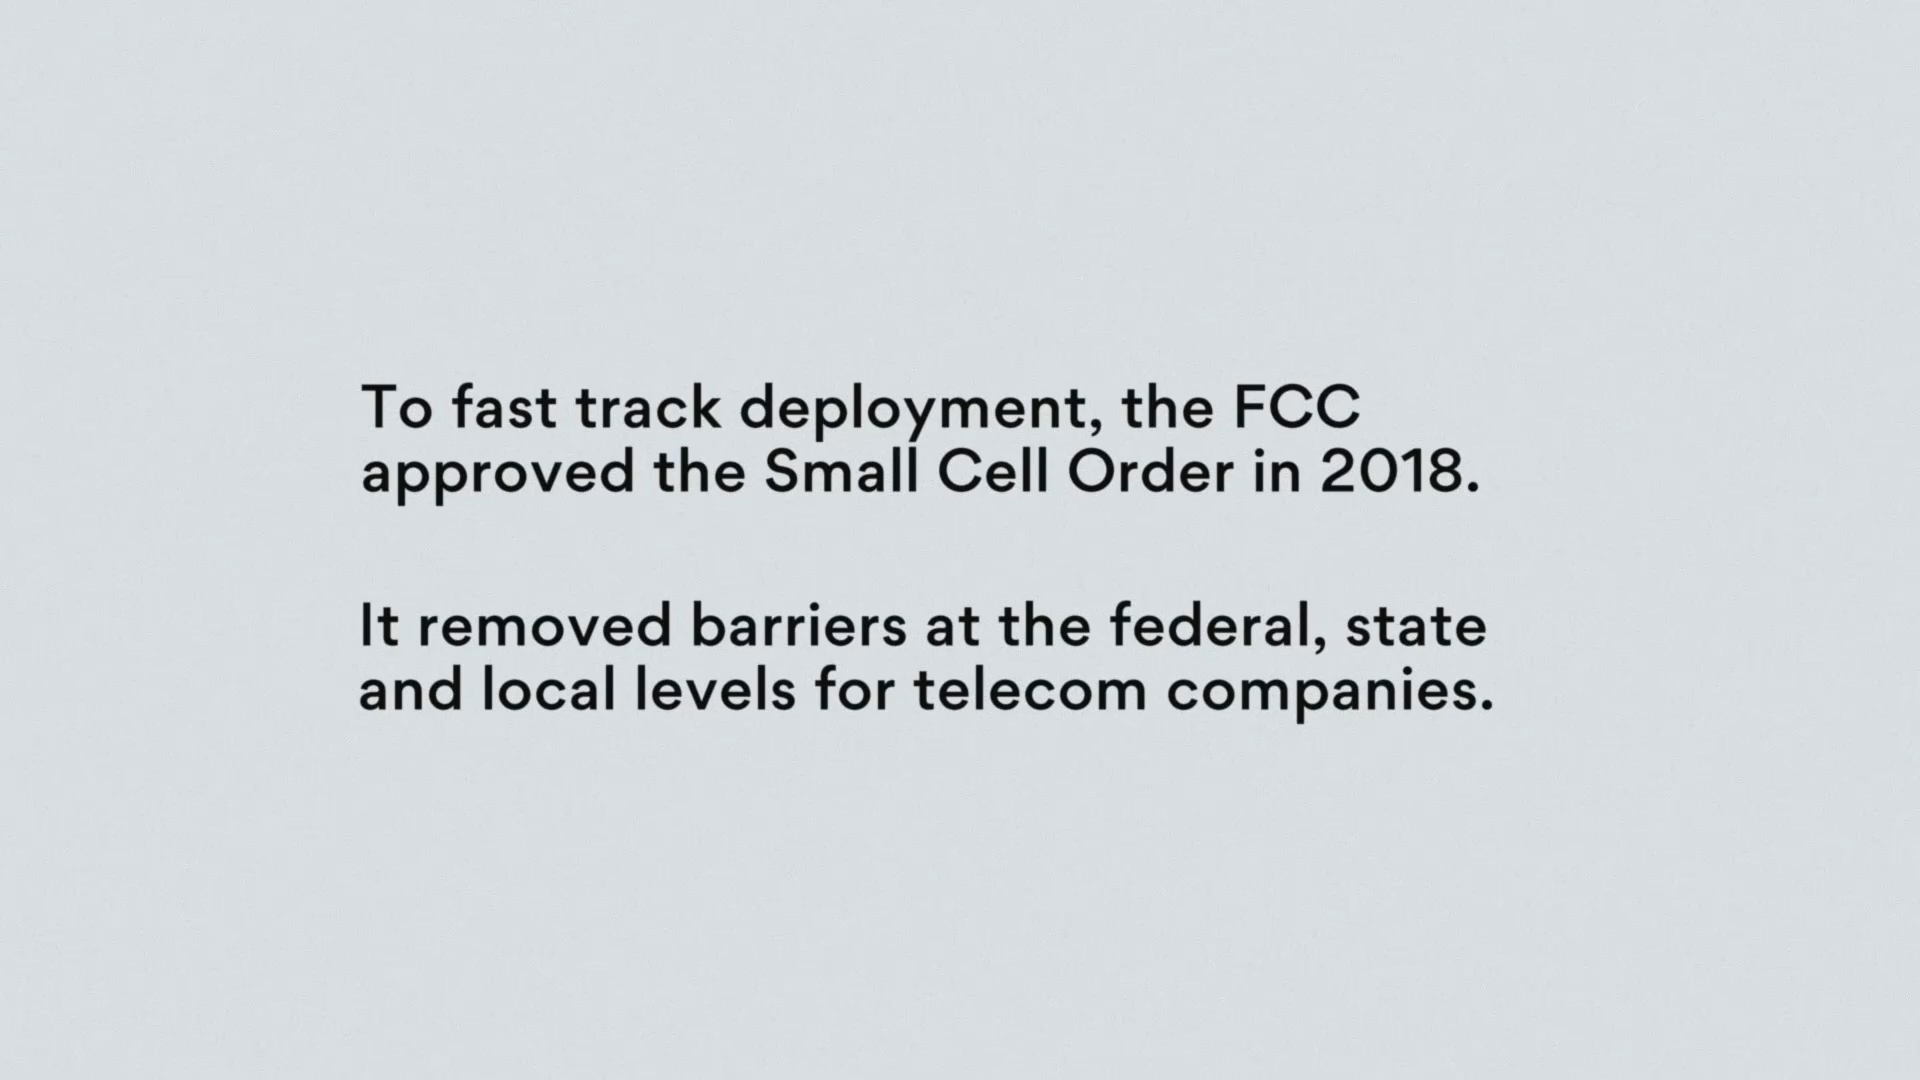 To fast track deployment, the FCC
approved the Small Cell Order in 2018.
It removed barriers at the federal, state
and local levels for telecom companies.